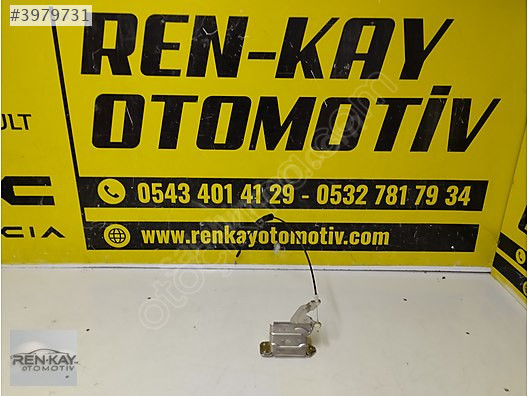 #3979731
REN-KAY
OTOMOTİV
ULT
CIA
0543 401 41 29 - 0532 781 79 34
www.renkayotomotiv.com
REN-KAY
OTOMOTİV